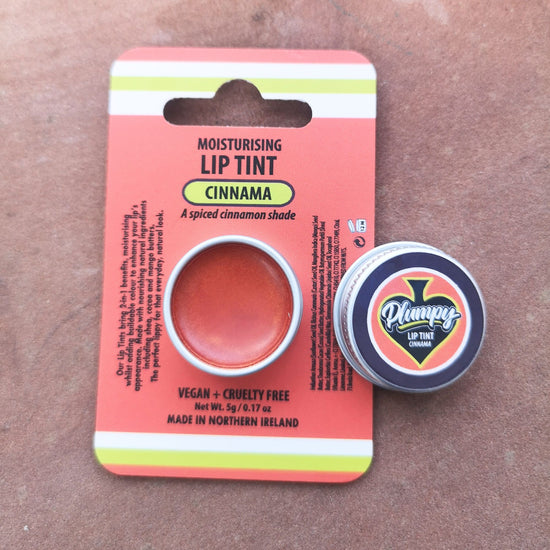 MOISTURISING
LIP TINT
CINNAMA
A spiced cinnamon shade
Our Lip Tints bring 2-in-1 benefits, moisturising
whilst adding buildable colour to enhance your lip's
appearance. Made with nourishing natural ingredients
including shea, cocoa and mango butters.
The perfect tint for that everyday, natural look.
VEGAN + CRUELTY FREE
Net Wt. 5g / 0.17 oz
MADE IN NORTHERN IRELAND
Plumpy
LIP TINT
CINNAMA